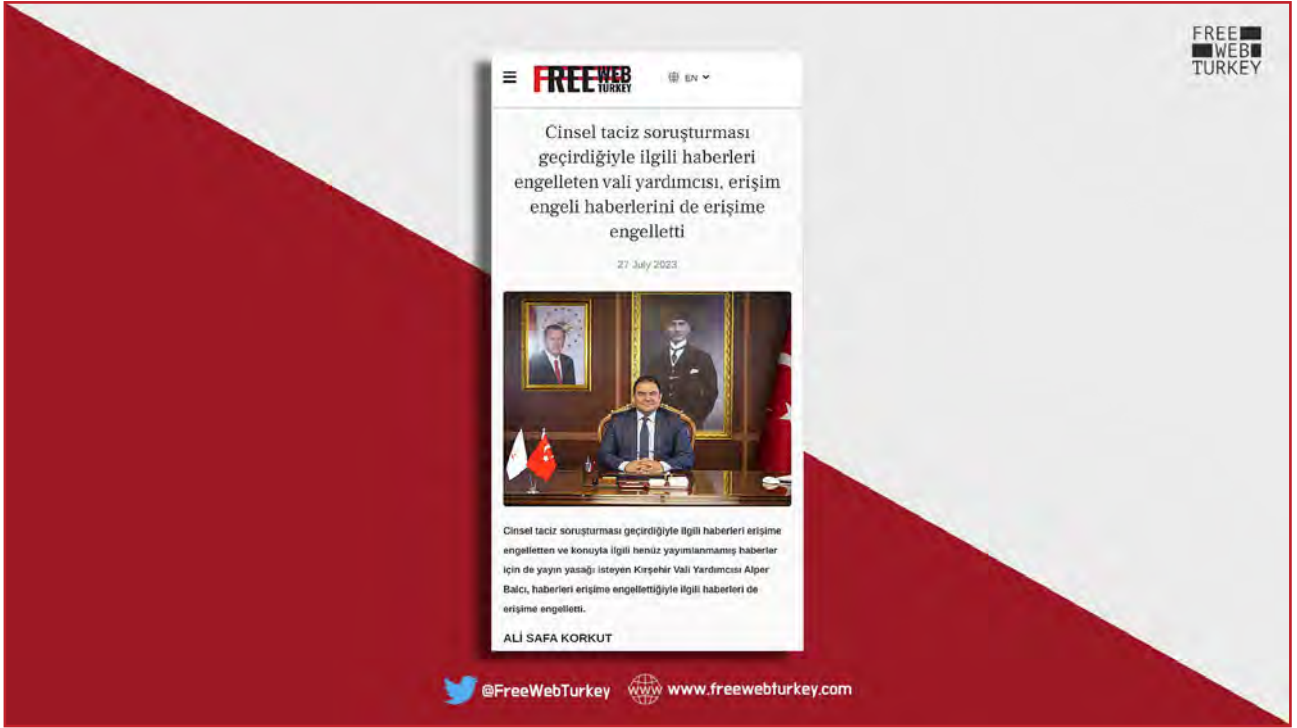 FREE
WEB
TURKEY
FREE WEB
TURKEY
EN
Cinsel taciz soruşturması
geçirdiğiyle ilgili haberleri
engelleten vali yardımcısı, erişim
engeli haberlerini de erişime
engelletti
27 July 2023
Cinsel taciz soruşturması geçirdiğiyle ilgili haberleri erişime
engelletten ve konuyla ilgili henüz yayımlanmamış haberler
için de yayın yasağı isteyen Kırşehir Vali Yardımcısı Alper
Balcı, haberleri erişime engellettiğiyle ilgili haberleri de
erişime engelletti.
ALİ SAFA KORKUT
@FreeWebTurkey
www www.freewebturkey.com